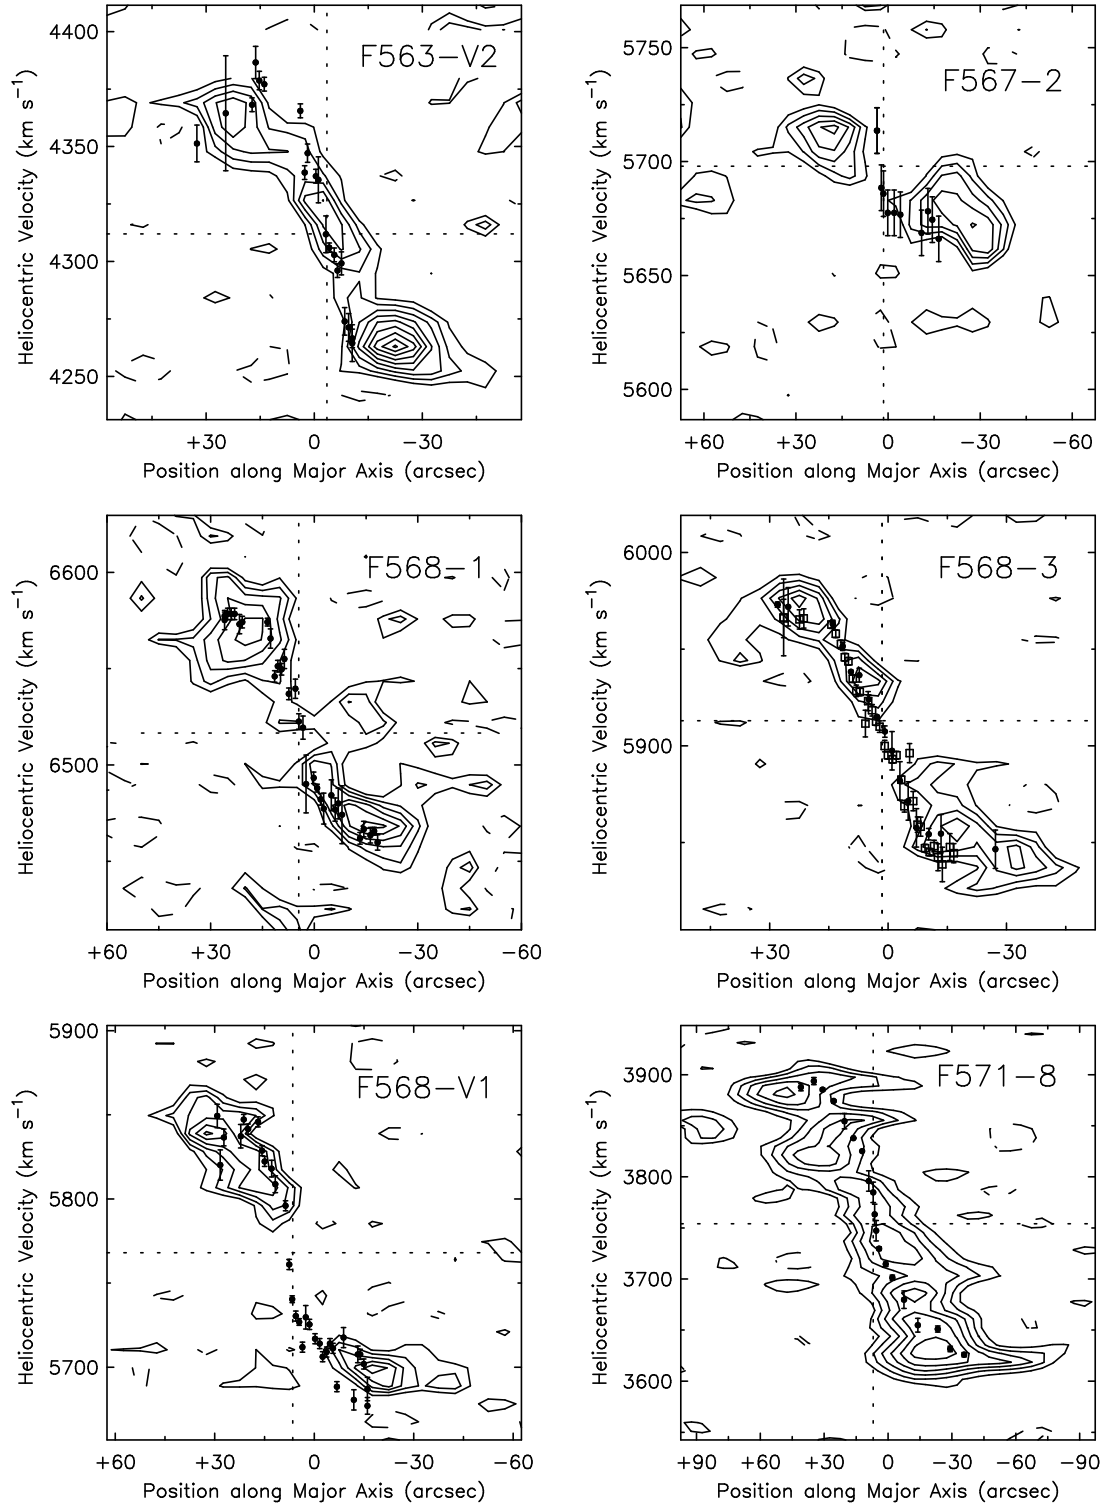 F563−V2
4400
4350
4300
4250
Heliocentric Velocity (km s⁻¹)
+30 0 −30
Position along Major Axis (arcsec)
F567−2
5750
5700
5650
5600
Heliocentric Velocity (km s⁻¹)
+60 +30 0 −30 −60
Position along Major Axis (arcsec)
F568−1
6600
6500
Heliocentric Velocity (km s⁻¹)
+60 +30 0 −30 −60
Position along Major Axis (arcsec)
F568−3
6000
5900
Heliocentric Velocity (km s⁻¹)
+30 0 −30
Position along Major Axis (arcsec)
F568−V1
5900
5800
5700
Heliocentric Velocity (km s⁻¹)
+60 +30 0 −30 −60
Position along Major Axis (arcsec)
F571−8
3900
3800
3700
3600
Heliocentric Velocity (km s⁻¹)
+90 +60 +30 0 −30 −60 −90
Position along Major Axis (arcsec)